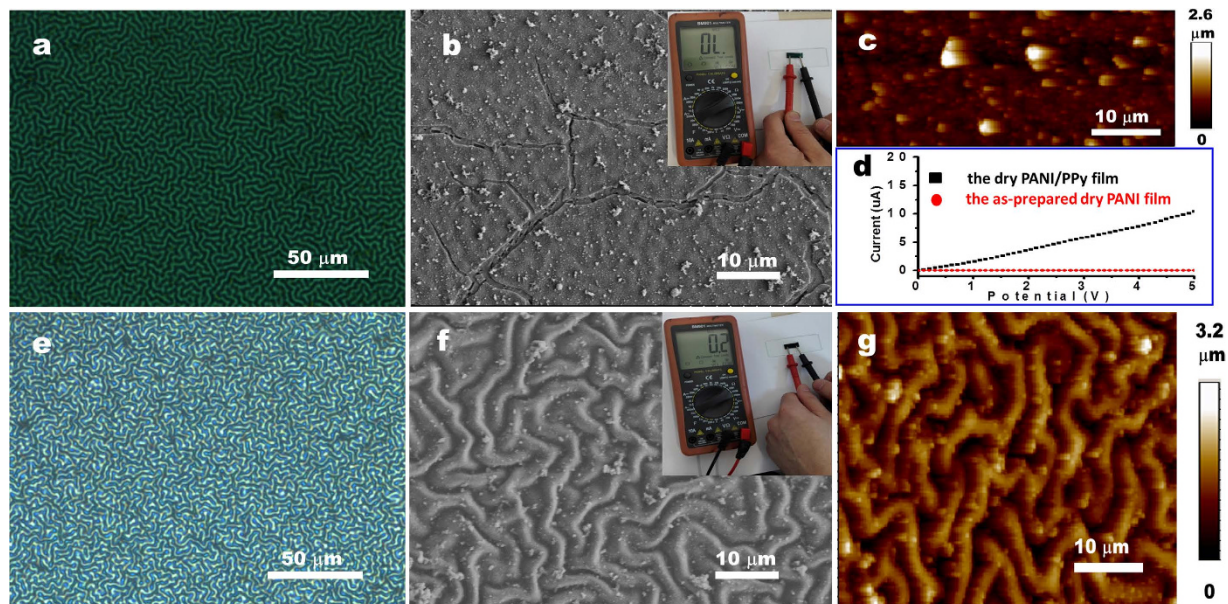 a
50 μm
b
OL.
10 μm
c
10 μm
2.6
μm
0
d
20
15
10
5
0
Current (uA)
the dry PANI/PPy film
the as-prepared dry PANI film
0 1 2 3 4 5
Potential (V)
e
50 μm
f
0.2
10 μm
g
10 μm
3.2
μm
0